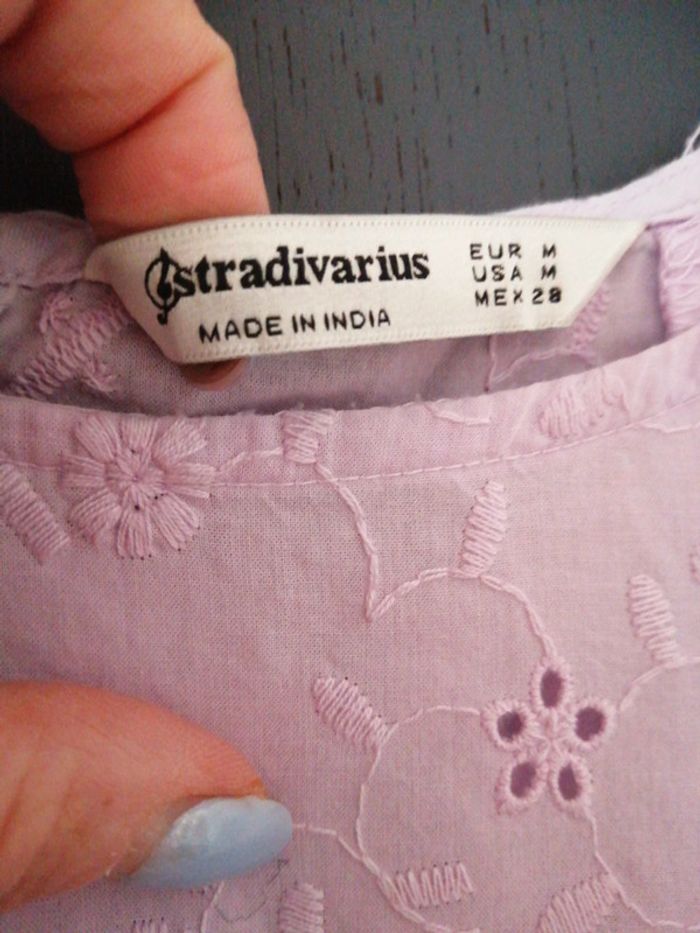 stradivarius
MADE IN INDIA
EUR M
USA M
MEX 28